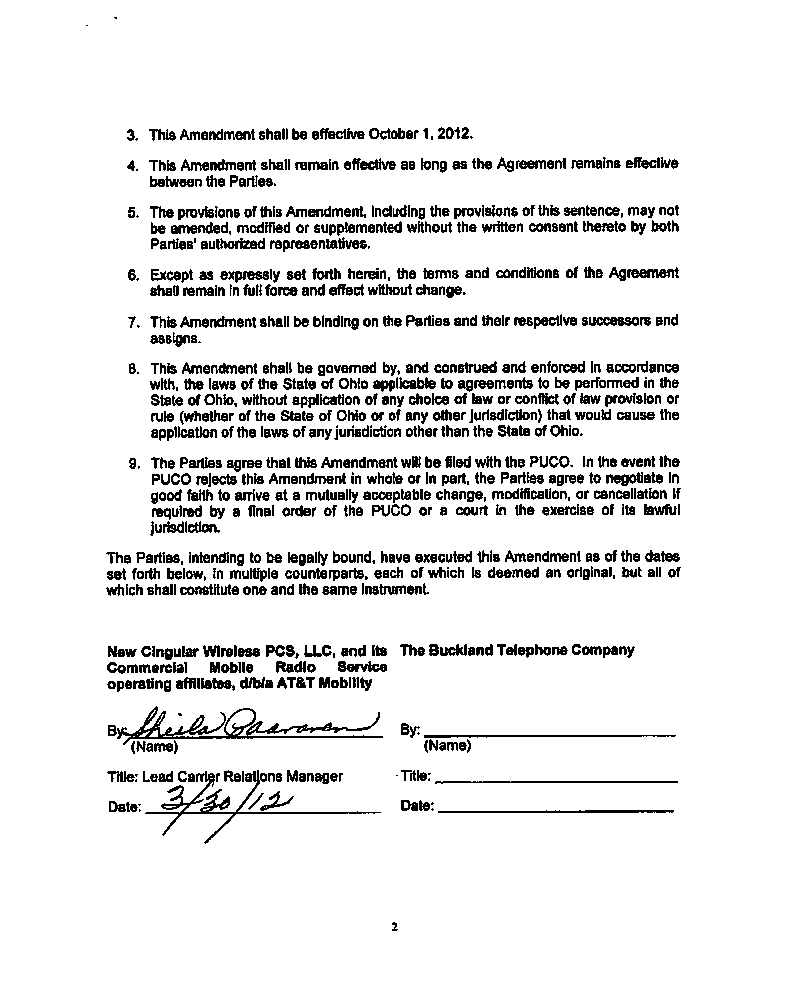 3. This Amendment shall be effective October 1, 2012.
4. This Amendment shall remain effective as long as the Agreement remains effective
between the Parties.
5. The provisions of this Amendment, including the provisions of this sentence, may not
be amended, modified or supplemented without the written consent thereto by both
Parties' authorized representatives.
6. Except as expressly set forth herein, the terms and conditions of the Agreement
shall remain in full force and effect without change.
7. This Amendment shall be binding on the Parties and their respective successors and
assigns.
8. This Amendment shall be governed by, and construed and enforced in accordance
with, the laws of the State of Ohio applicable to agreements to be performed in the
State of Ohio, without application of any choice of law or conflict of law provision or
rule (whether of the State of Ohio or of any other jurisdiction) that would cause the
application of the laws of any jurisdiction other than the State of Ohio.
9. The Parties agree that this Amendment will be filed with the PUCO. In the event the
PUCO rejects this Amendment in whole or in part, the Parties agree to negotiate in
good faith to arrive at a mutually acceptable change, modification, or cancellation if
required by a final order of the PUCO or a court in the exercise of its lawful
jurisdiction.
The Parties, intending to be legally bound, have executed this Amendment as of the dates
set forth below, in multiple counterparts, each of which is deemed an original, but all of
which shall constitute one and the same instrument.
New Cingular Wireless PCS, LLC, and its
Commercial Mobile Radio Service
operating affiliates, d/b/a AT&T Mobility
By: Sheila
(Name)
Title: Lead Carrier Relations Manager
Date: 3/30/12
The Buckland Telephone Company
By:
(Name)
Title:
Date:
2